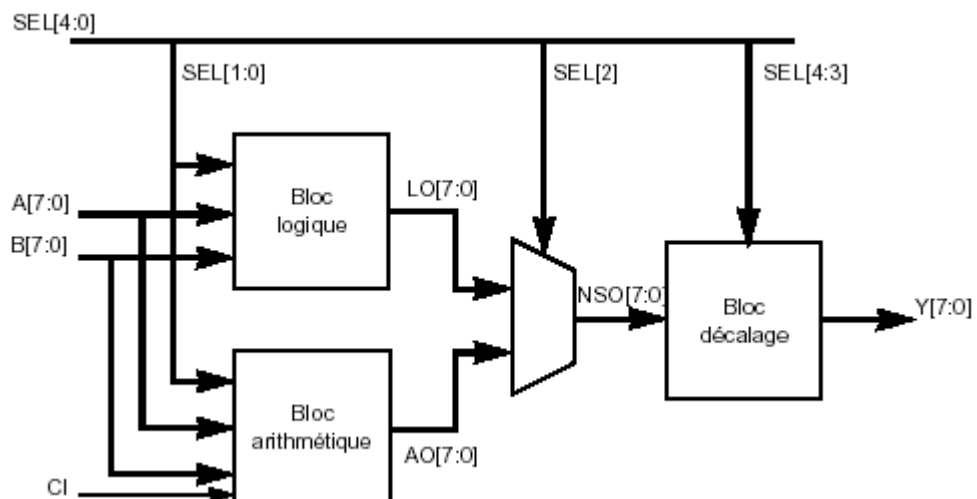 SEL[4:0]
SEL[1:0]
SEL[2]
SEL[4:3]
A[7:0]
B[7:0]
Bloc
logique
LO[7:0]
NSO[7:0]
Bloc
décalage
Y[7:0]
Bloc
arithmétique
AO[7:0]
CI